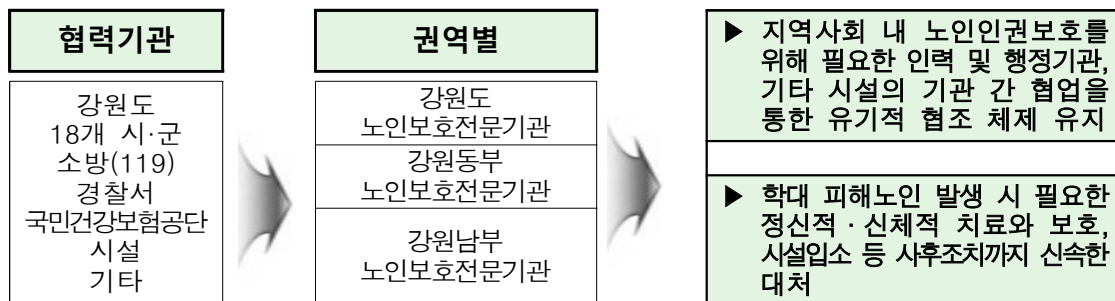 협력기관
강원도
18개 시·군
소방(119)
경찰서
국민건강보험공단
시설
기타
권역별
강원도
노인보호전문기관
강원동부
노인보호전문기관
강원남부
노인보호전문기관
▶ 지역사회 내 노인인권보호를
위해 필요한 인력 및 행정기관,
기타 시설의 기관 간 협업을
통한 유기적 협조 체제 유지
▶ 학대 피해노인 발생 시 필요한
정신적 · 신체적 치료와 보호,
시설입소 등 사후조치까지 신속한
대처